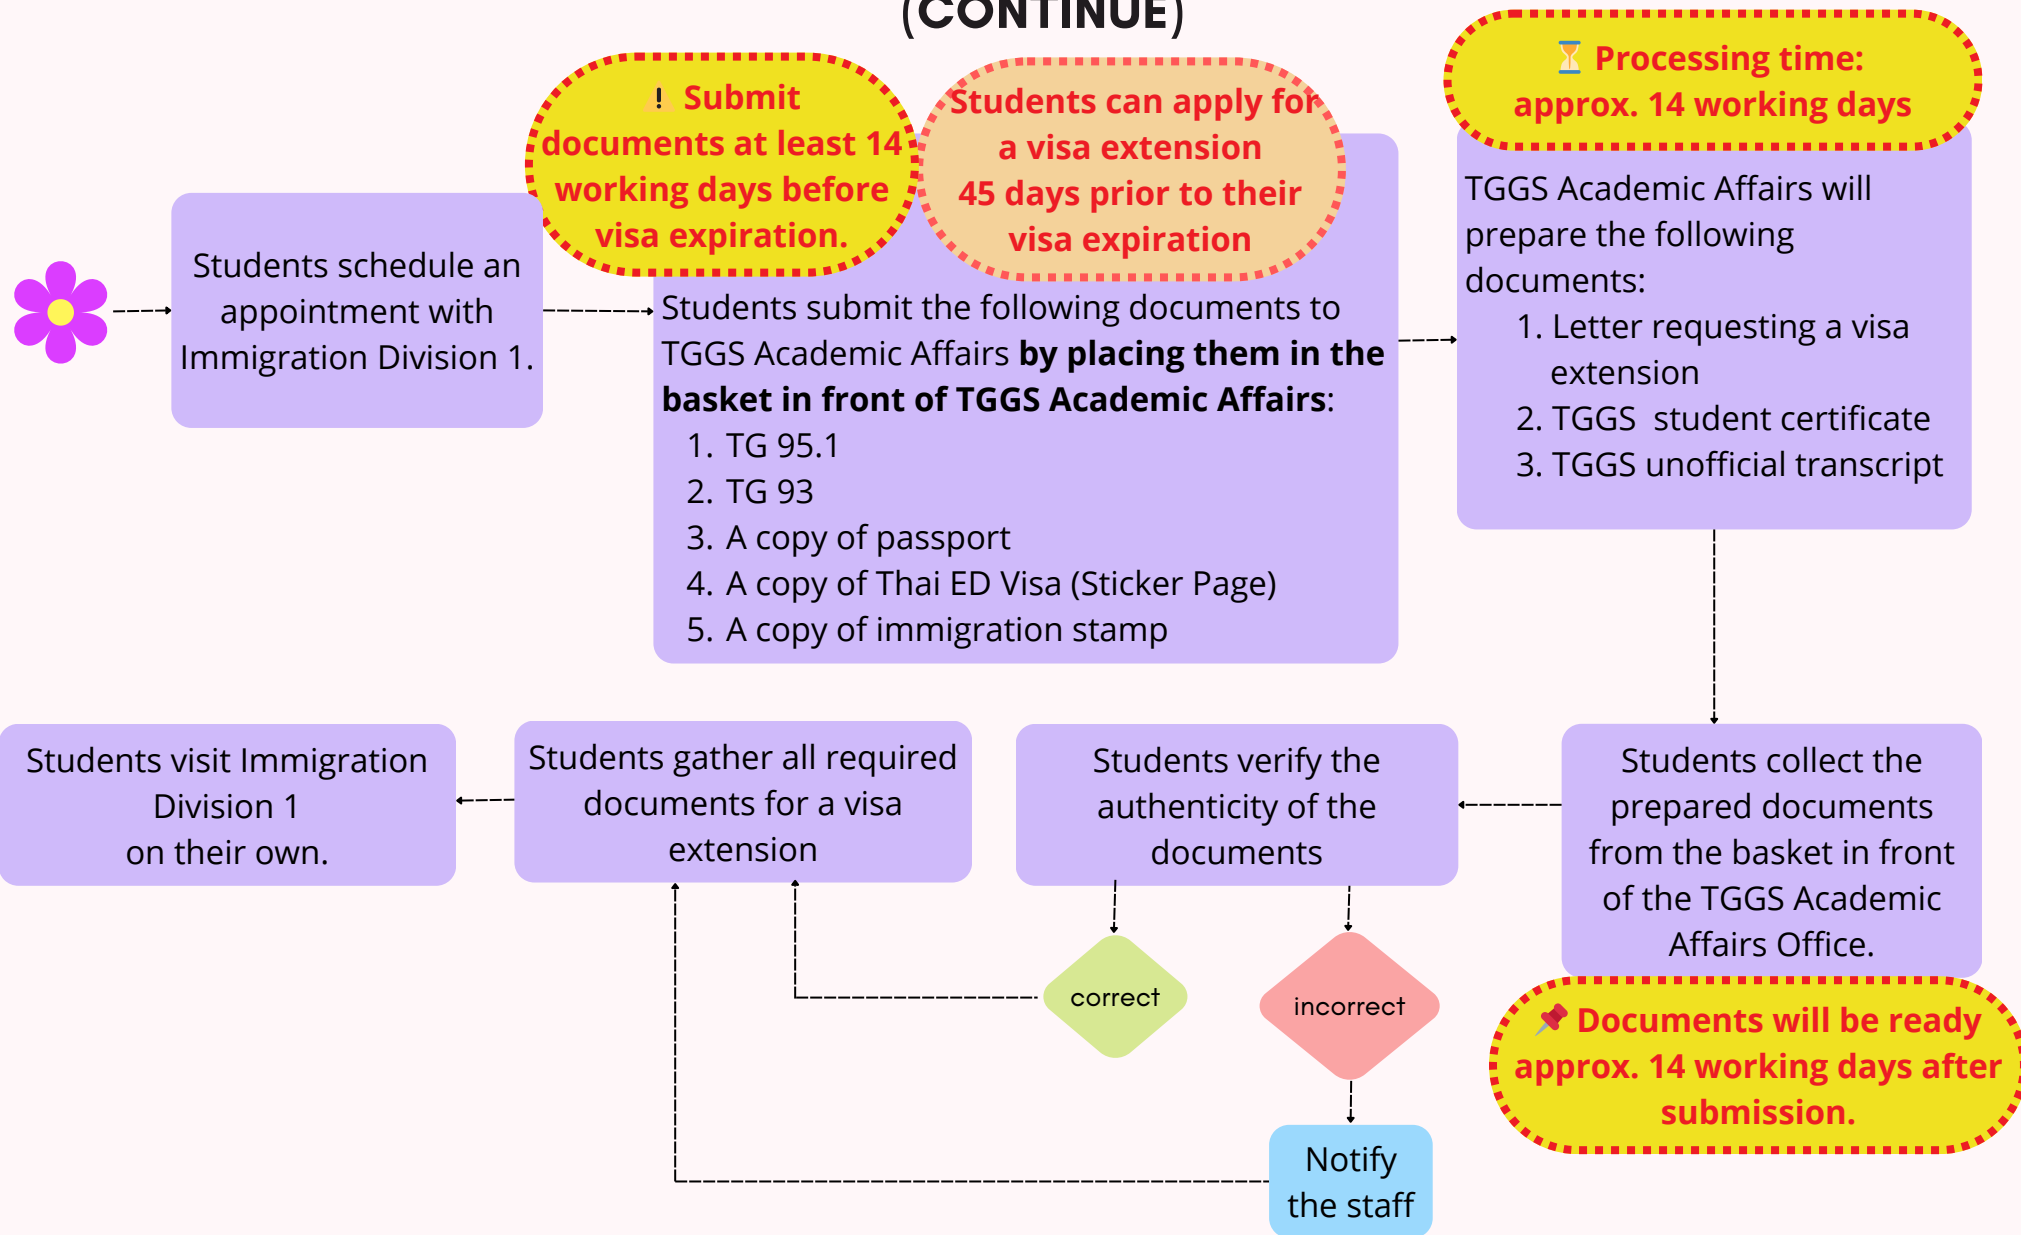 (CONTINUE)
⚠ Submit
documents at least 14
working days before
visa expiration.
Students can apply for
a visa extension
45 days prior to their
visa expiration
⏳ Processing time:
approx. 14 working days
Students schedule an
appointment with
Immigration Division 1.
Students submit the following documents to
TGGS Academic Affairs by placing them in the
basket in front of TGGS Academic Affairs:
1. TG 95.1
2. TG 93
3. A copy of passport
4. A copy of Thai ED Visa (Sticker Page)
5. A copy of immigration stamp
TGGS Academic Affairs will
prepare the following
documents:
1. Letter requesting a visa
extension
2. TGGS student certificate
3. TGGS unofficial transcript
Students collect the
prepared documents
from the basket in front
of the TGGS Academic
Affairs Office.
📌 Documents will be ready
approx. 14 working days after
submission.
Students verify the
authenticity of the
documents
correct
incorrect
Notify
the staff
Students gather all required
documents for a visa
extension
Students visit Immigration
Division 1
on their own.